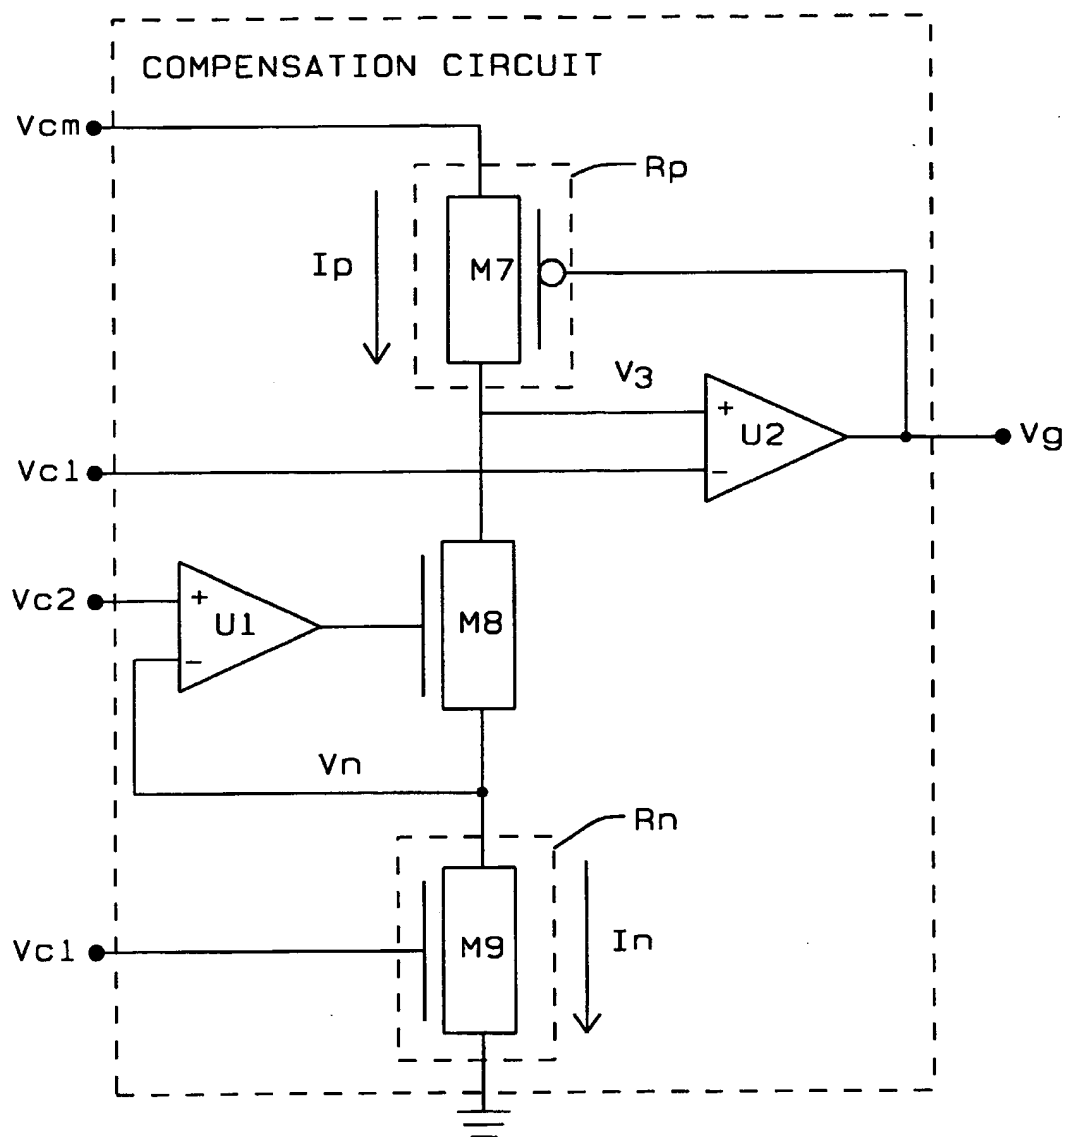 COMPENSATION CIRCUIT
Vcm
Rp
Ip
M7
V3
+
U2
−
Vg
Vc1
Vc2
+
U1
−
M8
Vn
Rn
Vc1
M9
In